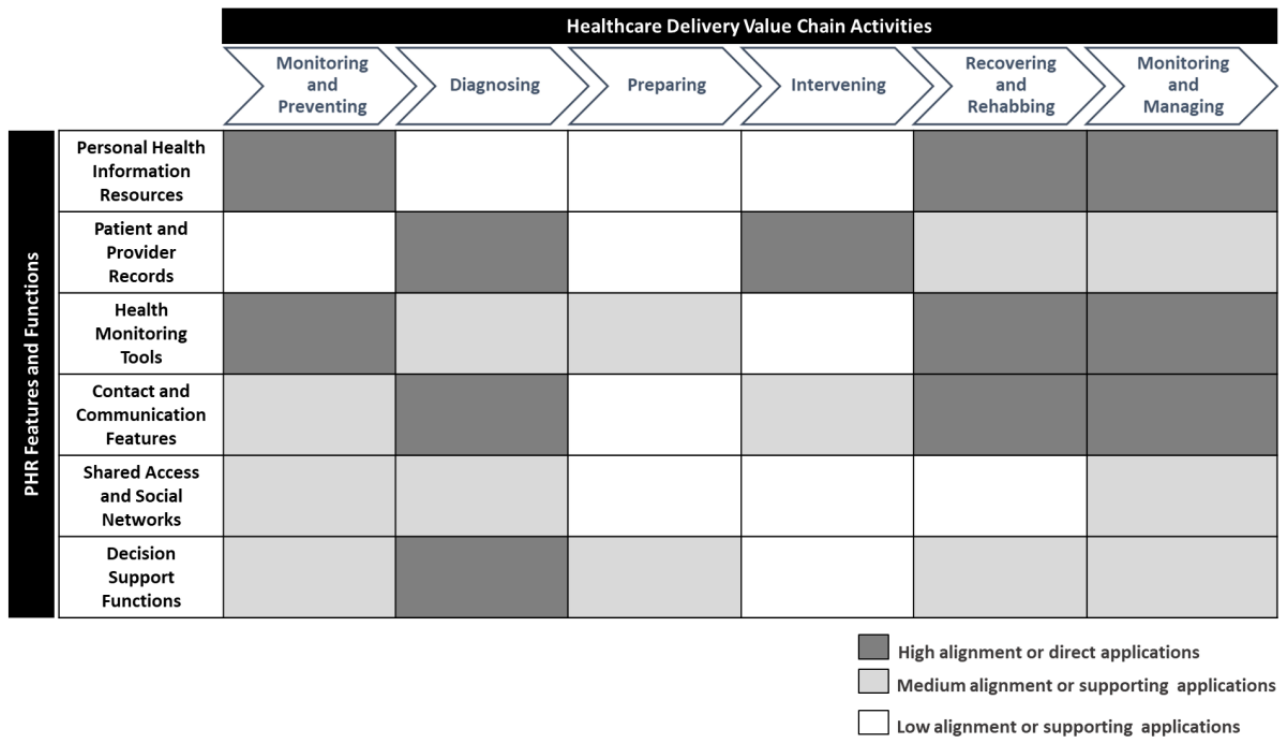 Healthcare Delivery Value Chain Activities
Monitoring
and
Preventing
Diagnosing
Preparing
Intervening
Recovering
and
Rehabbing
Monitoring
and
Managing
PHR Features and Functions
Personal Health
Information
Resources
Patient and
Provider
Records
Health
Monitoring
Tools
Contact and
Communication
Features
Shared Access
and Social
Networks
Decision
Support
Functions
High alignment or direct applications
Medium alignment or supporting applications
Low alignment or supporting applications